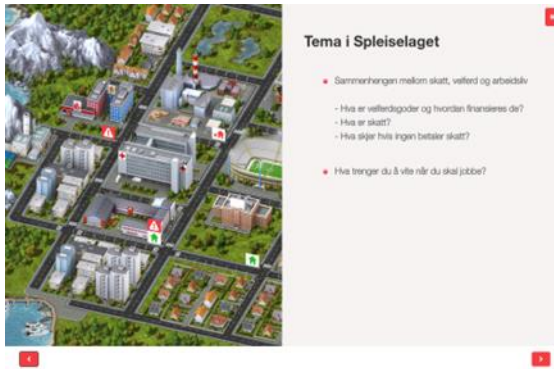 Tema i Spleiselaget
Sammenhengen mellom skatt, velferd og arbeidsliv
- Hva er velferdsgoder og hvordan finansieres de?
- Hva er skatt?
- Hva skjer hvis ingen betaler skatt?
Hva trenger du å vite når du skal jobbe?